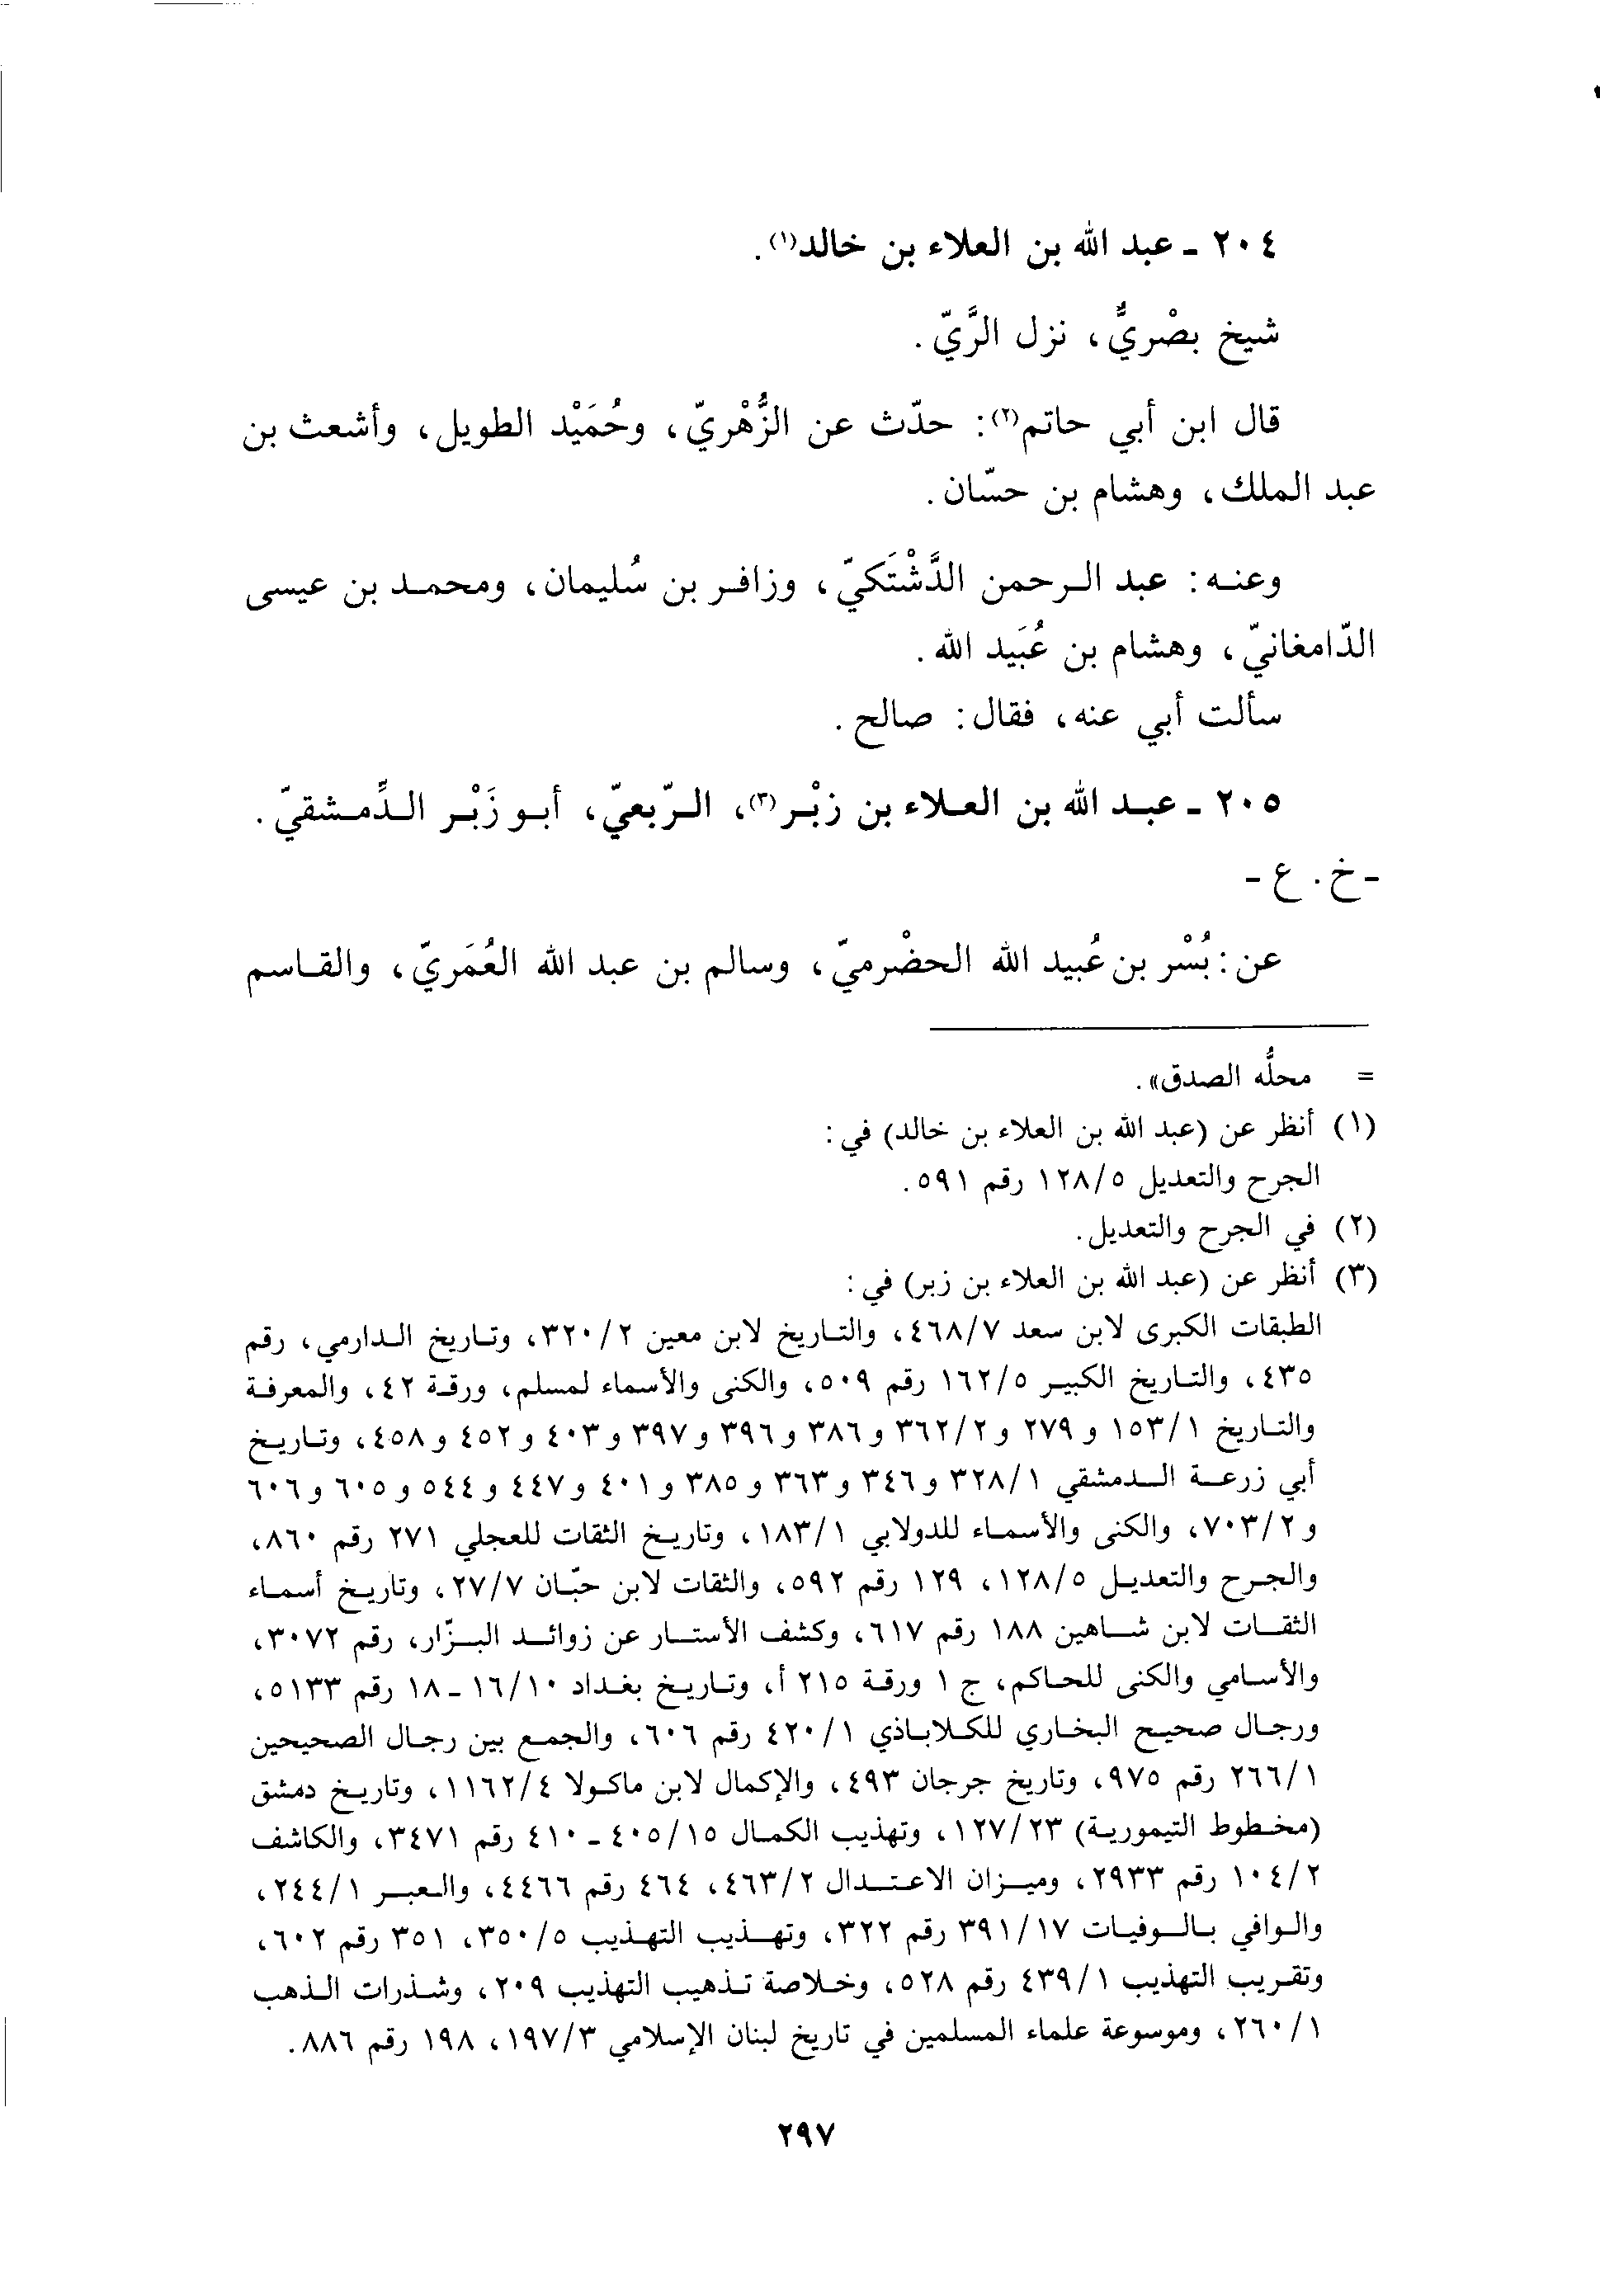 ٢٠٤ - عبد الله بن العلاء بن خالد(١).
شيخ بصْريٌّ، نزل الرَّيّ.
قال ابن أبي حاتم(٢): حدّث عن الزُّهْريّ، وحُمَيْد الطويل، وأشعث بن
عبد الملك، وهشام بن حسّان.
وعنه: عبد الرحمن الدَّشْتَكيّ، وزافر بن سُليمان، ومحمد بن عيسى
الدّامغانيّ، وهشام بن عُبَيد الله.
سألت أبي عنه، فقال: صالح.
٢٠٥ - عبد الله بن العلاء بن زبْر(٣)، الرّبعيّ، أبو زَبْر الدِّمشقيّ.
- خ. ع -
عن: بُسْر بن عُبيد الله الحضْرميّ، وسالم بن عبد الله العُمَريّ، والقاسم
= محلُّه الصدق».
(١) أنظر عن (عبد الله بن العلاء بن خالد) في:
الجرح والتعديل ١٢٨/٥ رقم ٥٩١.
(٢) في الجرح والتعديل.
(٣) أنظر عن (عبد الله بن العلاء بن زبر) في:
الطبقات الكبرى لابن سعد ٤٦٨/٧، والتاريخ لابن معين ٣٢٠/٢، وتاريخ الدارمي، رقم
٤٣٥، والتاريخ الكبير ١٦٢/٥ رقم ٥٠٩، والكنى والأسماء لمسلم، ورقة ٤٢، والمعرفة
والتاريخ ١٥٣/١ و ٢٧٩ و ٣٦٢/٢ و ٣٨٦ و ٣٩٦ و ٣٩٧ و ٤٠٣ و ٤٥٢ و ٤٥٨، وتاريخ
أبي زرعة الدمشقي ٣٢٨/١ و ٣٤٦ و ٣٦٣ و ٣٨٥ و ٤٠١ و ٤٤٧ و ٥٤٤ و ٦٠٥ و ٦٠٦
و ٧٠٣/٢، والكنى والأسماء للدولابي ١٨٣/١، وتاريخ الثقات للعجلي ٢٧١ رقم ٨٦٠،
والجرح والتعديل ١٢٨/٥، ١٢٩ رقم ٥٩٢، والثقات لابن حبّان ٢٧/٧، وتاريخ أسماء
الثقات لابن شاهين ١٨٨ رقم ٦١٧، وكشف الأستار عن زوائد البزّار، رقم ٣٠٧٢،
والأسامي والكنى للحاكم، ج ١ ورقة ٢١٥ أ، وتاريخ بغداد ١٦/١٠ - ١٨ رقم ٥١٣٣،
ورجال صحيح البخاري للكلاباذي ٤٢٠/١ رقم ٦٠٦، والجمع بين رجال الصحيحين
٢٦٦/١ رقم ٩٧٥، وتاريخ جرجان ٤٩٣، والإكمال لابن ماكولا ١١٦٢/٤، وتاريخ دمشق
(مخطوط التيمورية) ١٢٧/٢٣، وتهذيب الكمال ٤٠٥/١٥ - ٤١٠ رقم ٣٤٧١، والكاشف
١٠٤/٢ رقم ٢٩٣٣، وميزان الاعتدال ٤٦٣/٢، ٤٦٤ رقم ٤٤٦٦، والعبر ٢٤٤/١،
والوافي بالوفيات ٣٩١/١٧ رقم ٣٢٢، وتهذيب التهذيب ٣٥٠/٥، ٣٥١ رقم ٦٠٢،
وتقريب التهذيب ٤٣٩/١ رقم ٥٢٨، وخلاصة تذهيب التهذيب ٢٠٩، وشذرات الذهب
٢٦٠/١، وموسوعة علماء المسلمين في تاريخ لبنان الإسلامي ١٩٧/٣، ١٩٨ رقم ٨٨٦.
٢٩٧